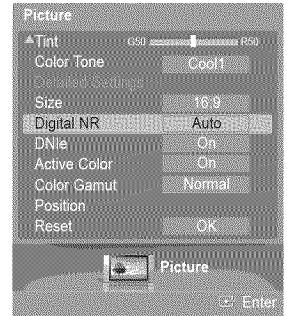 Picture
▲Tint G50 R50
Color Tone Cool1
Detailed Settings
Size 16:9
Digital NR Auto
DNIe On
Active Color On
Color Gamut Normal
Position
Reset OK
Picture
Enter